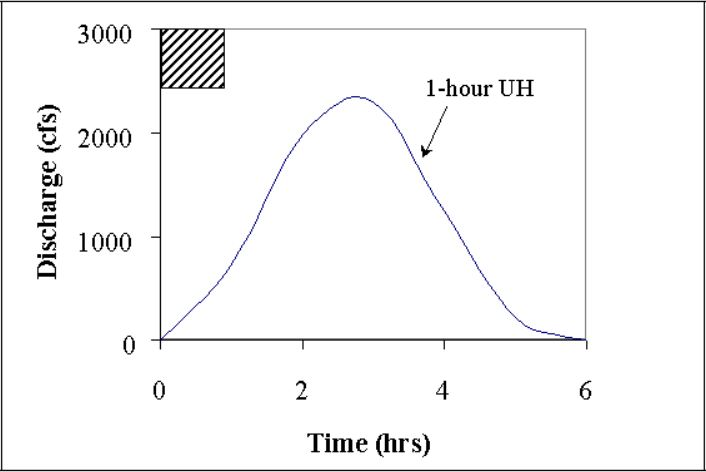 3000
2000
1000
0
Discharge (cfs)
1-hour UH
0 2 4 6
Time (hrs)